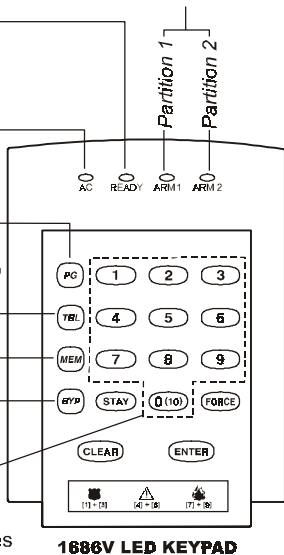 Partition 1
Partition 2
AC READY ARM1 ARM2
PG 1 2 3
TBL 4 5 6
MEM 7 8 9
BYP STAY 0(10) FORCE
CLEAR ENTER
[1] + [3] [4] + [6] [7] + [9]
es
1686V LED KEYPAD